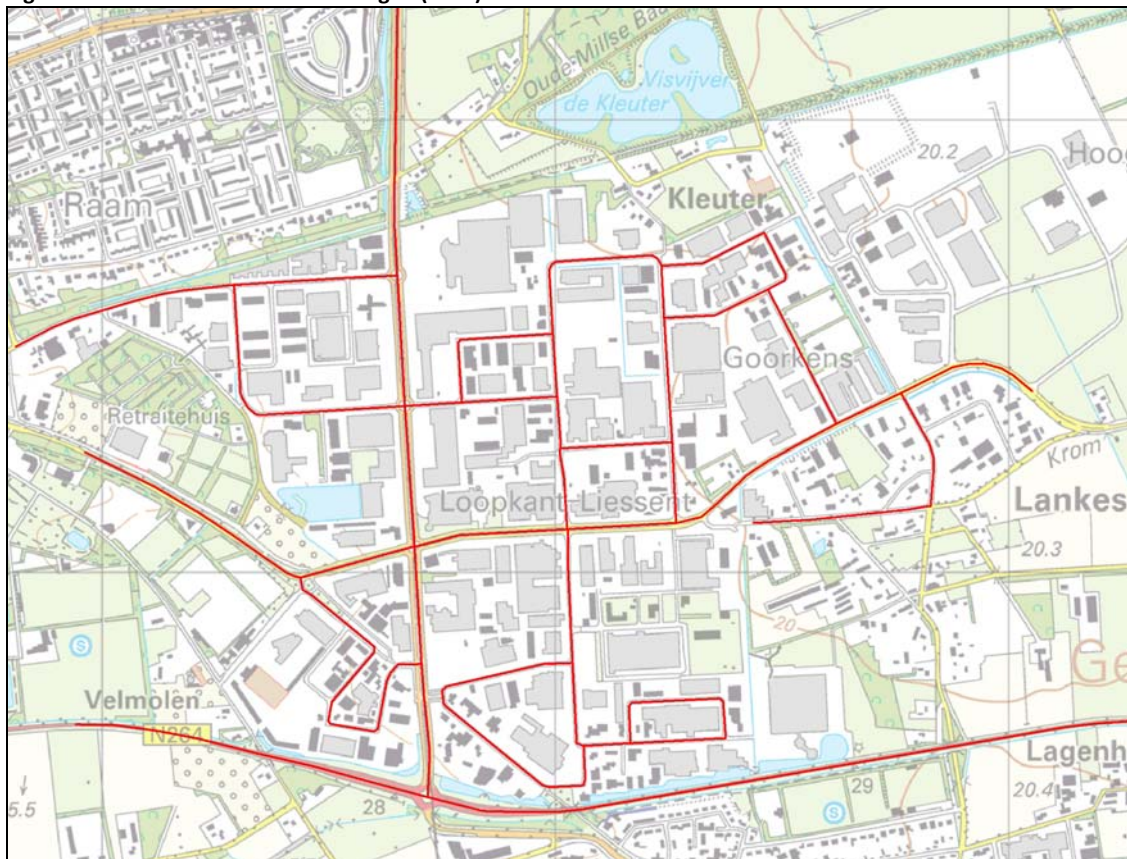 Oude-Millse Baa
Visvijver
de Kleuter
20.2
Hoog
Raam
Kleuter
Goorkens
Retraitehuis
Krom
Loopkant-Liessent
Lankes
20.3
20
Ge
Velmolen
N264
Lagenh
28
29
20.4
5.5
S
S